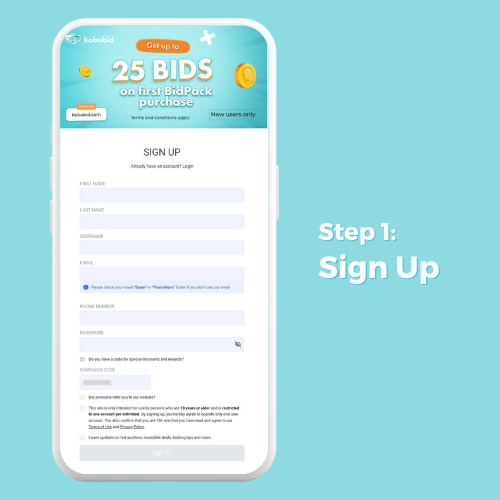 kobobid
Get up to
25 BIDS
on first BidPack
purchase
Kobobid.com
Terms and conditions apply
New users only
SIGN UP
Already have an account? Login
FIRST NAME
LAST NAME
USERNAME
EMAIL
Please check your email "Spam" or "Promotions" folder if you don't see our email
PHONE NUMBER
PASSWORD
Do you have a code for special discounts and rewards?
CAMPAIGN CODE
Did someone refer you to our website?
This site is only intended for use by persons who are 18 years or older and is restricted
to one account per individual. By signing up, you hereby agree to operate only one user
account. You also confirm that you are 18+ and that you have read and agree to our
Terms of Use and Privacy Policy.
I want updates on hot auctions, incredible deals, bidding tips and more.
Sign Up
Step 1:
Sign Up